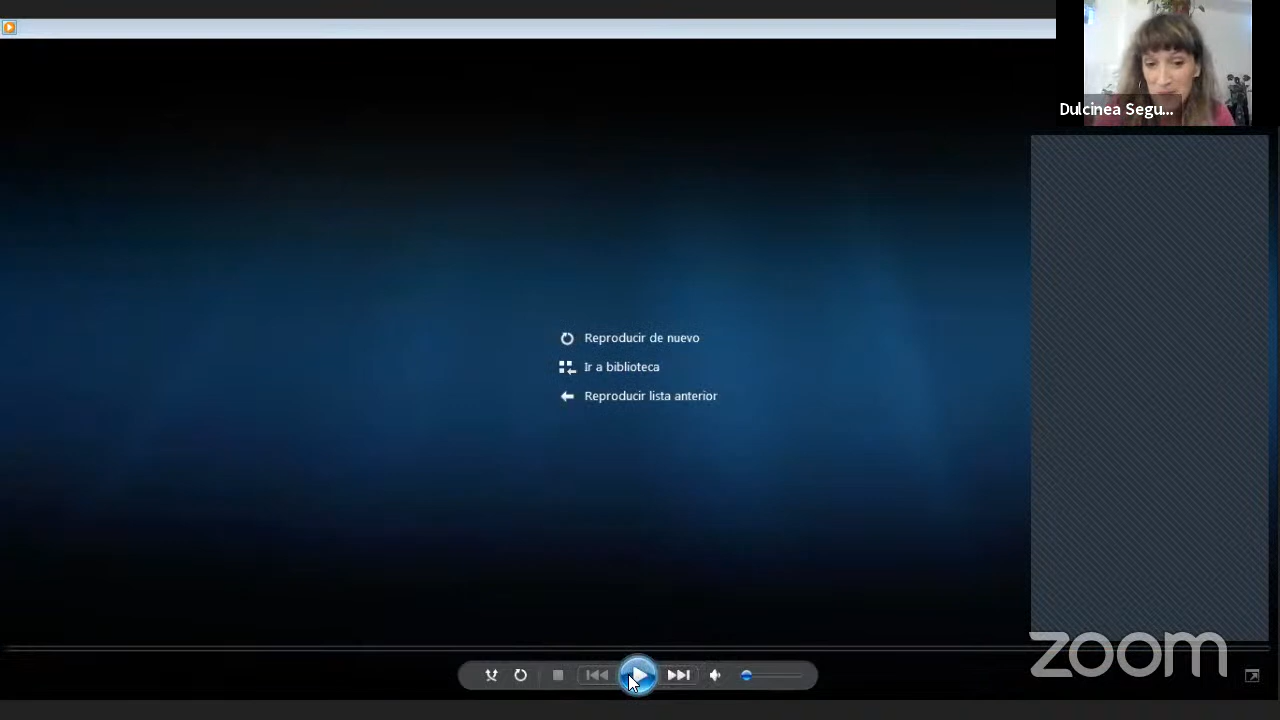 Dulcinea Segu...
Reproducir de nuevo
Ir a biblioteca
Reproducir lista anterior
zoom